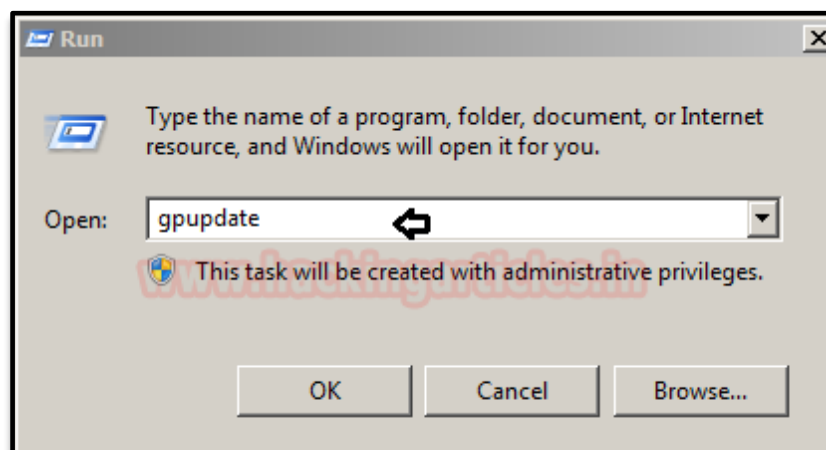 Run
Type the name of a program, folder, document, or Internet
resource, and Windows will open it for you.
Open: gpupdate
This task will be created with administrative privileges.
www.hackingarticles.in
OK Cancel Browse...